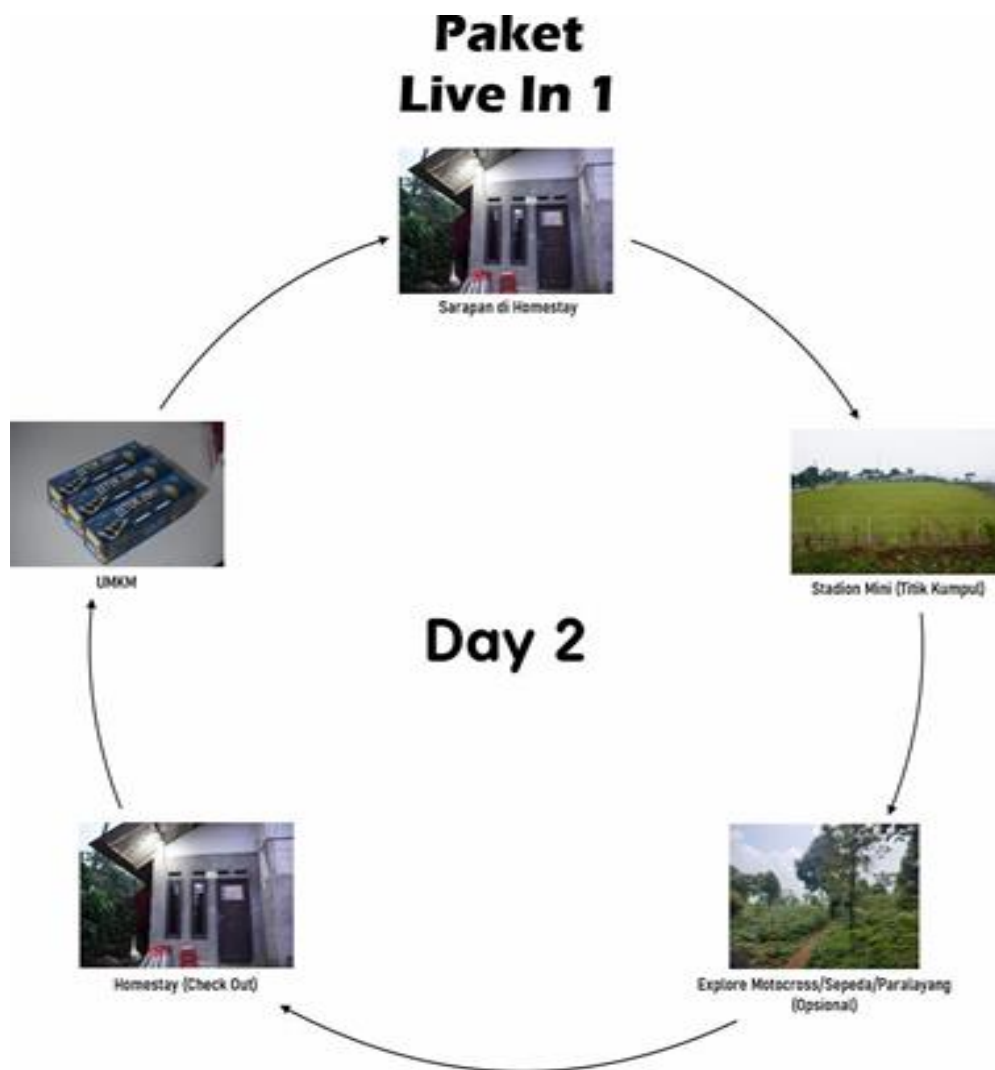 Paket
Live In 1
Sarapan di Homestay
Stadion Mini (Titik Kumpul)
Explore Motocross/Sepeda/Paralayang
(Opsional)
Homestay (Check Out)
UMKM
Day 2